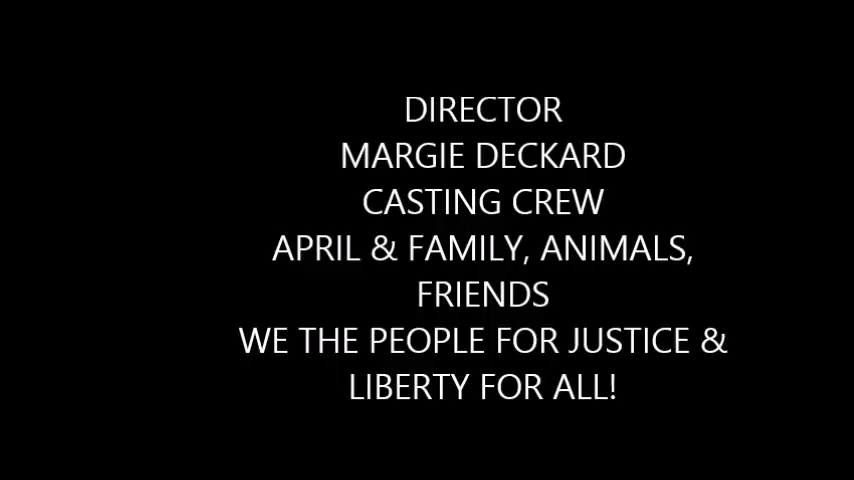 DIRECTOR
MARGIE DECKARD
CASTING CREW
APRIL & FAMILY, ANIMALS,
FRIENDS
WE THE PEOPLE FOR JUSTICE &
LIBERTY FOR ALL!